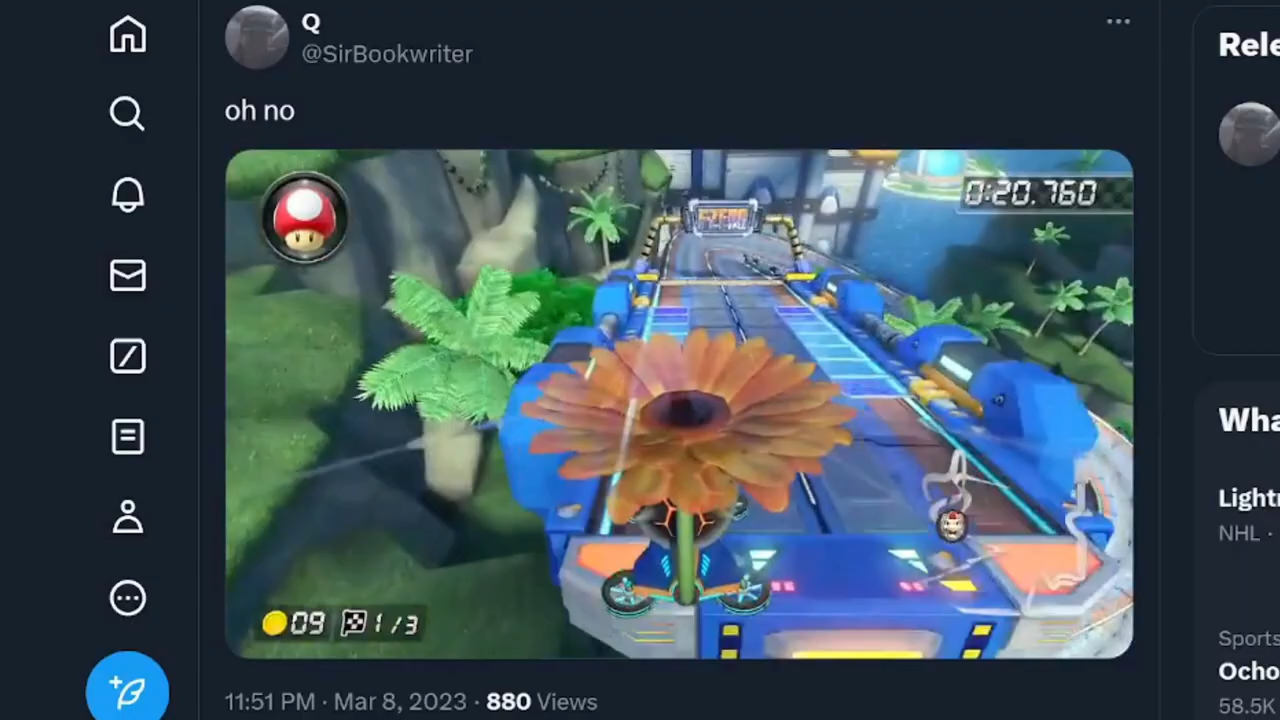 Q
@SirBookwriter
oh no
0:20.760
09 1/3
11:51 PM · Mar 8, 2023 · 880 Views
Rele
Wha
Lightr
NHL ·
Sports
Ocho
58.5K